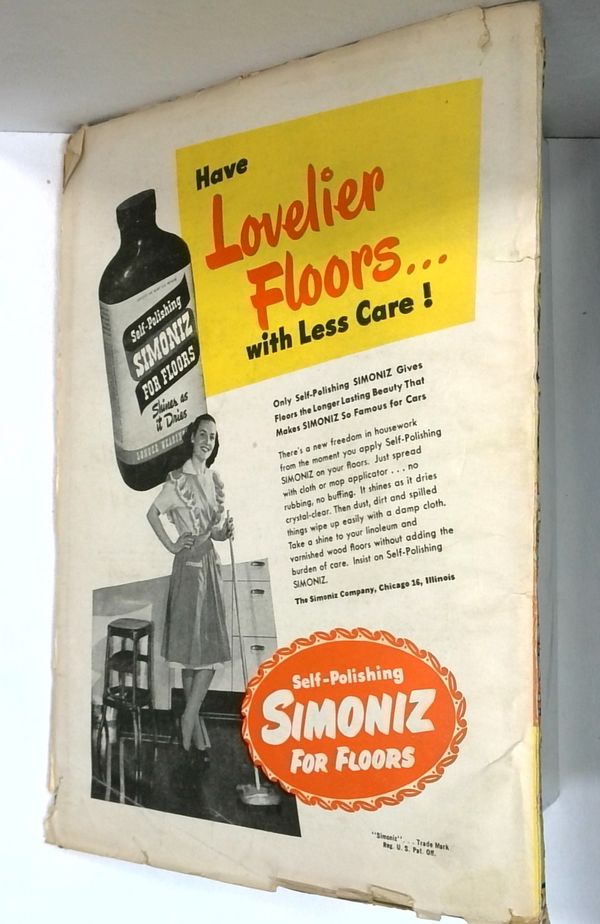 Have
Lovelier
Floors...
with Less Care!
Self-Polishing
SIMONIZ
FOR FLOORS
Shines as
it Dries
Only Self-Polishing SIMONIZ Gives
Floors the Longer Lasting Beauty That
Makes SIMONIZ So Famous for Cars
There's a new freedom in housework
from the moment you apply Self-Polishing
SIMONIZ on your floors. Just spread
with cloth or mop applicator . . . no
rubbing, no buffing. It shines as it dries
crystal-clear. Then dust, dirt and spilled
things wipe up easily with a damp cloth.
Take a shine to your linoleum and
varnished wood floors without adding the
burden of care. Insist on Self-Polishing
SIMONIZ.
The Simoniz Company, Chicago 16, Illinois
Self-Polishing
SIMONIZ
FOR FLOORS
"Simoniz" . . . Trade Mark
Reg. U. S. Pat. Off.